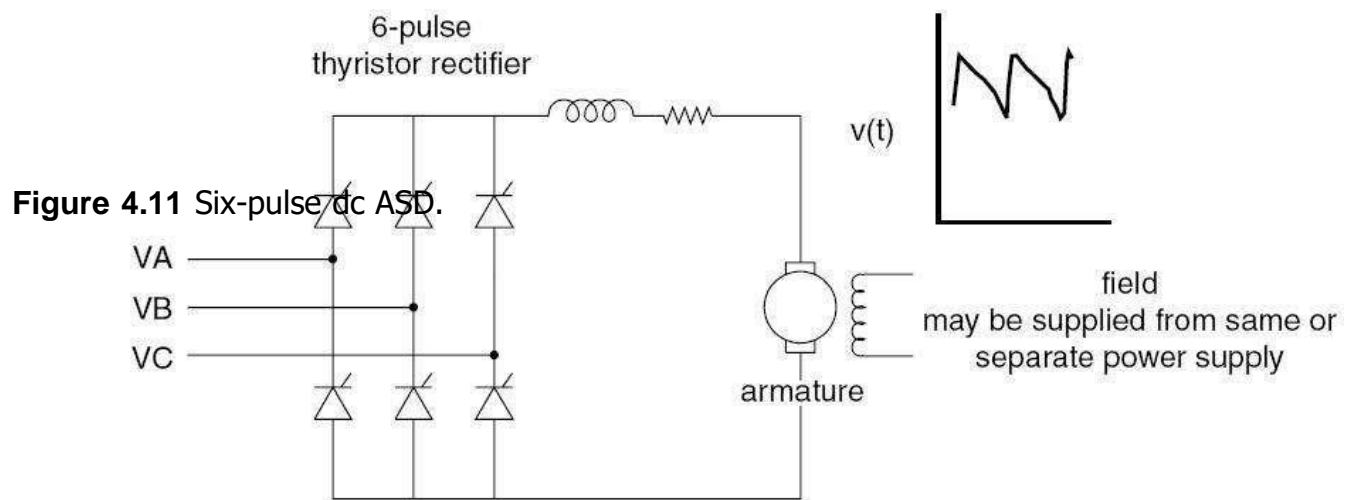 6-pulse
thyristor rectifier
v(t)
Figure 4.11 Six-pulse dc ASD.
VA
VB
VC
field
may be supplied from same or
separate power supply
armature